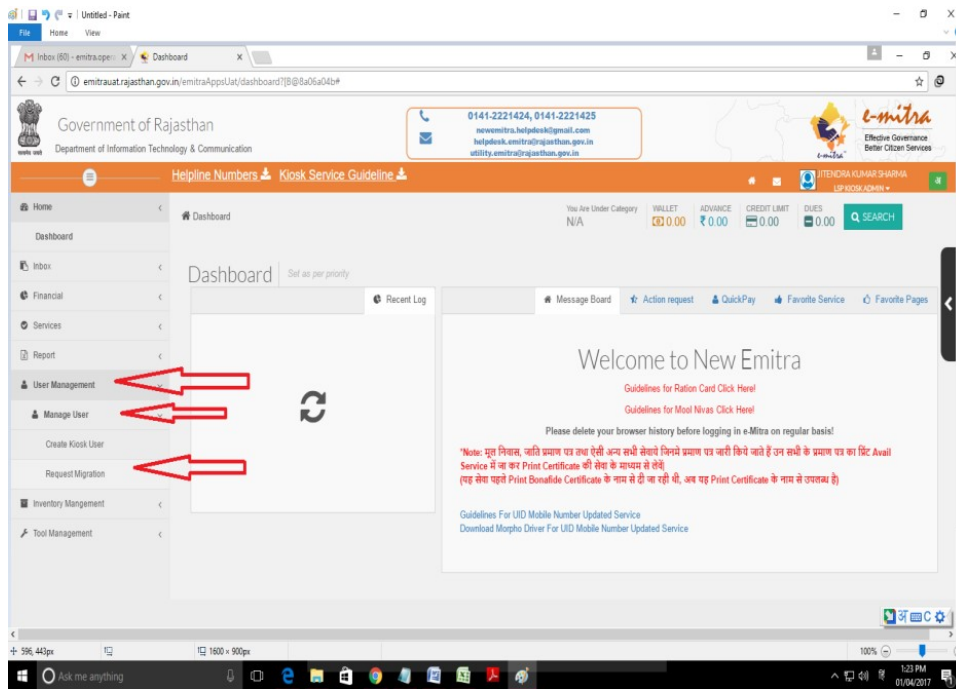 Untitled - Paint
File Home View
Inbox (60) - emitra.oper
Dashboard
emitrauat.rajasthan.gov.in/emitraAppsUat/dashboard?[B@8a06a04b#
Government of Rajasthan
Department of Information Technology & Communication
0141-2221424, 0141-2221425
newemitra.helpdesk@gmail.com
helpdesk.emitra@rajasthan.gov.in
utility.emitra@rajasthan.gov.in
e-mitra
e-mitra
Effective Governance
Better Citizen Services
Helpline Numbers Kiosk Service Guideline
JITENDRA KUMAR SHARMA
LSP KIOSK ADMIN
Home
Dashboard
Inbox
Financial
Services
Report
User Management
Manage User
Create Kiosk User
Request Migration
Inventory Mangement
Tool Management
Dashboard
You Are Under Category
N/A
WALLET
0.00
ADVANCE
₹ 0.00
CREDIT LIMIT
0.00
DUES
0.00
SEARCH
Dashboard Set as per priority
Recent Log
Message Board Action request QuickPay Favorite Service Favorite Pages
Welcome to New Emitra
Guidelines for Ration Card Click Here!
Guidelines for Mool Nivas Click Here!
Please delete your browser history before logging in e-Mitra on regular basis!
*Note: मूल निवास, जाति प्रमाण पत्र तथा ऐसी अन्य सभी सेवाये जिनमे प्रमाण पत्र जारी किये जाते हैं उन सभी के प्रमाण पत्र का प्रिंट Avail
Service में जा कर Print Certificate की सेवा के माध्यम से लेवें|
(यह सेवा पहले Print Bonafide Certificate के नाम से दी जा रही थी, अब यह Print Certificate के नाम से उपलब्ध है)
Guidelines For UID Mobile Number Updated Service
Download Morpho Driver For UID Mobile Number Updated Service
अ
C
596, 443px
1600 × 900px
100%
Ask me anything
1:23 PM
01/04/2017